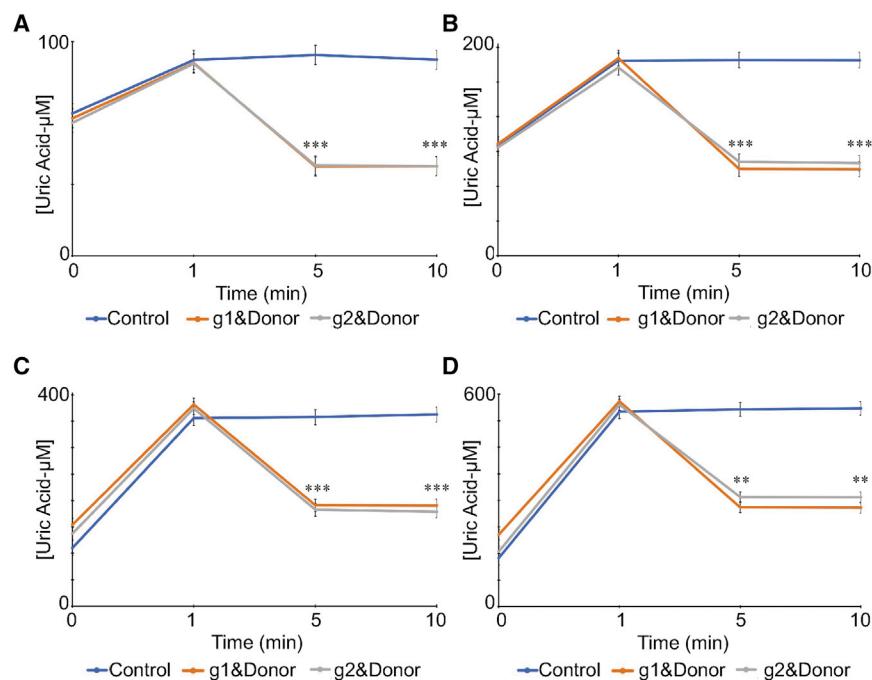 A
100
[Uric Acid-µM]
***
***
0
0
1
5
10
Time (min)
Control
g1&Donor
g2&Donor
B
200
[Uric Acid-µM]
***
***
0
0
1
5
10
Time (min)
Control
g1&Donor
g2&Donor
C
400
[Uric Acid-µM]
***
***
0
0
1
5
10
Time (min)
Control
g1&Donor
g2&Donor
D
600
[Uric Acid-µM]
**
**
0
0
1
5
10
Time (min)
Control
g1&Donor
g2&Donor